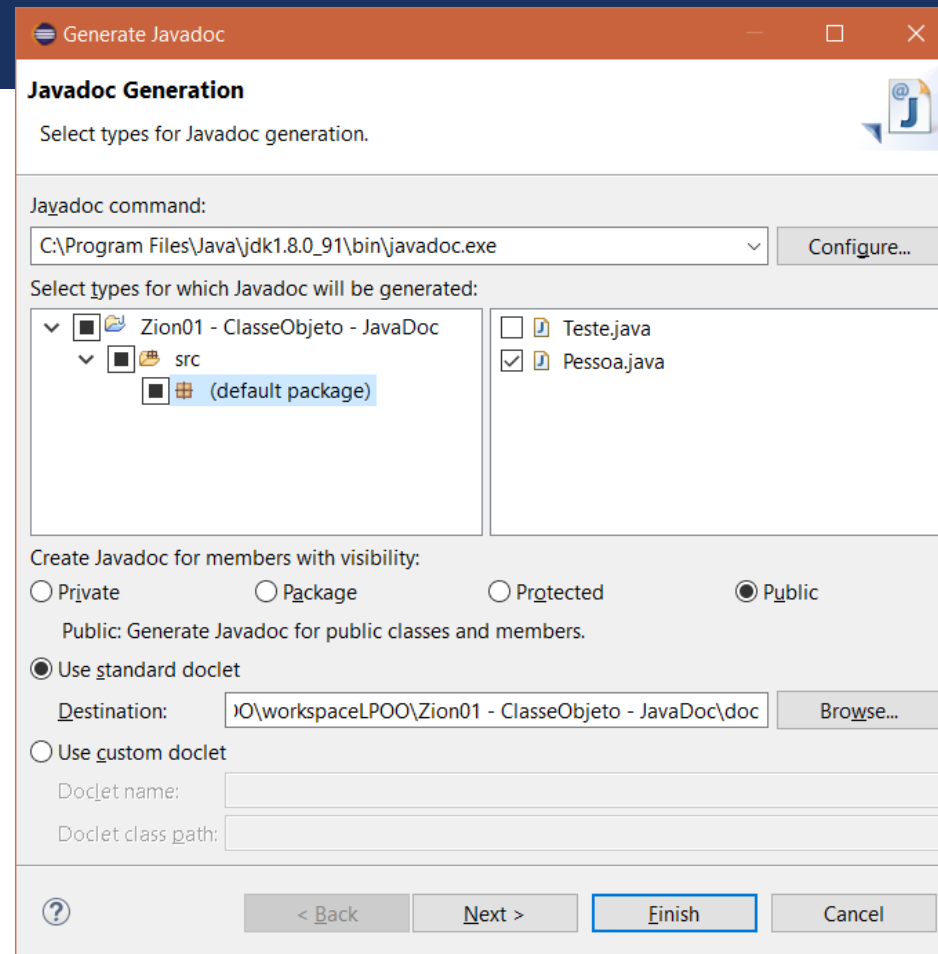 Generate Javadoc
Javadoc Generation
Select types for Javadoc generation.
Javadoc command:
C:\Program Files\Java\jdk1.8.0_91\bin\javadoc.exe
Configure...
Select types for which Javadoc will be generated:
Zion01 - ClasseObjeto - JavaDoc
src
(default package)
Teste.java
Pessoa.java
Create Javadoc for members with visibility:
Private Package Protected Public
Public: Generate Javadoc for public classes and members.
Use standard doclet
Destination: OO\workspaceLPOO\Zion01 - ClasseObjeto - JavaDoc\doc Browse...
Use custom doclet
Doclet name:
Doclet class path:
? < Back Next > Finish Cancel